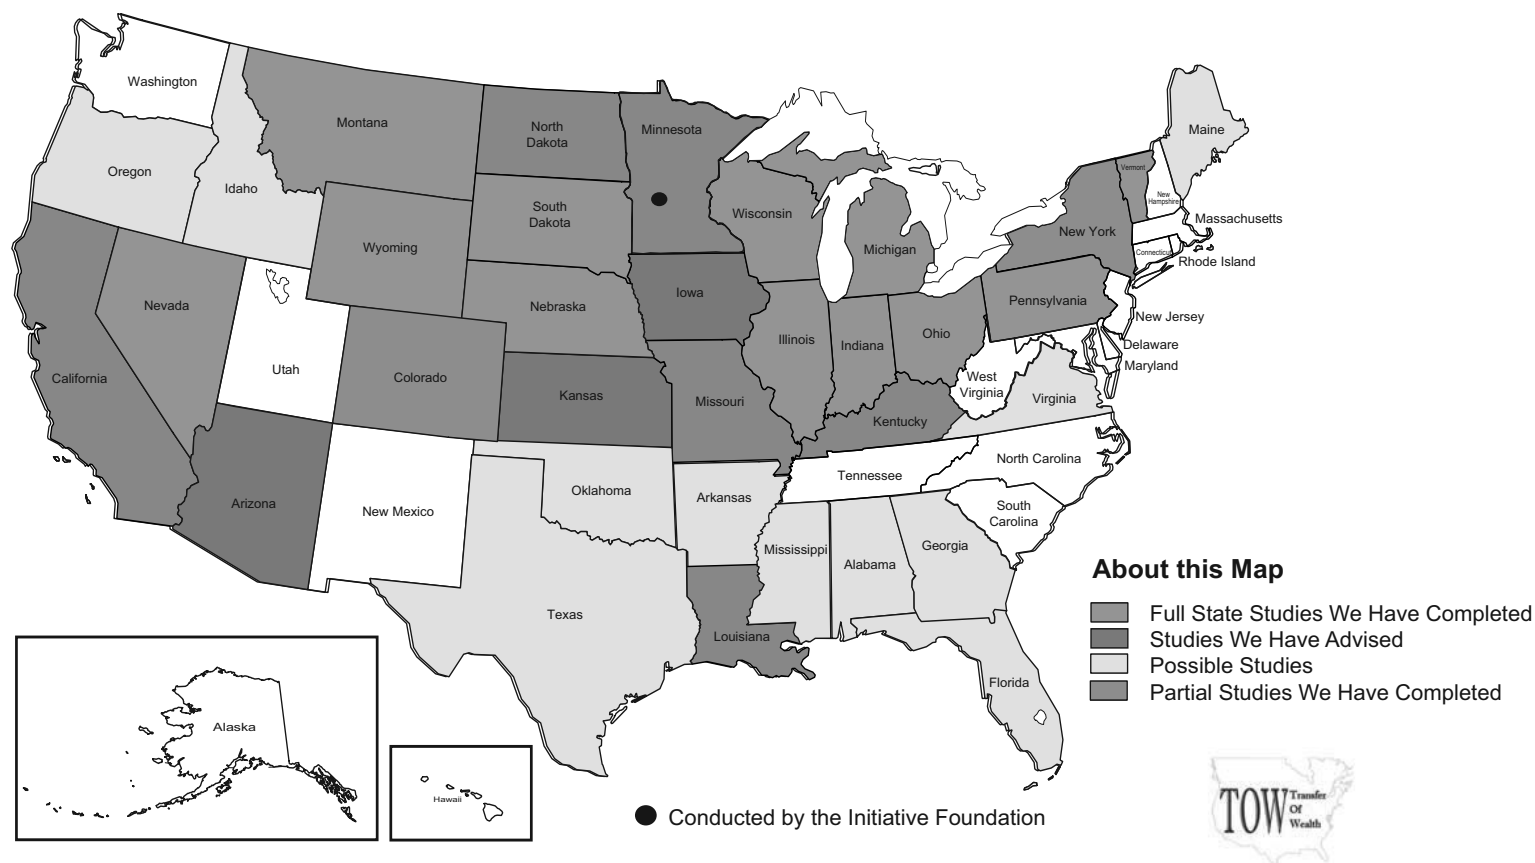 Washington
Oregon
Idaho
Montana
North
Dakota
Minnesota
South
Dakota
Wisconsin
Michigan
Wyoming
Nebraska
Iowa
Nevada
California
Utah
Colorado
Kansas
Missouri
Illinois
Indiana
Ohio
Kentucky
West
Virginia
Virginia
Pennsylvania
New York
Vermont
New
Hampshire
Maine
Massachusetts
Connecticut
Rhode Island
New Jersey
Delaware
Maryland
Arizona
New Mexico
Oklahoma
Texas
Arkansas
Louisiana
Mississippi
Alabama
Georgia
Florida
Tennessee
North Carolina
South
Carolina
Alaska
Hawaii
About this Map
Full State Studies We Have Completed
Studies We Have Advised
Possible Studies
Partial Studies We Have Completed
Conducted by the Initiative Foundation
TOW
Transfer
Of
Wealth